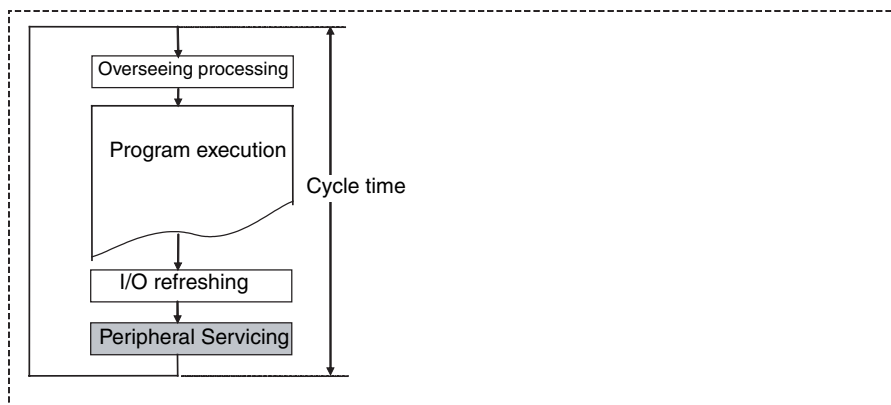 Overseeing processing
Program execution
Cycle time
I/O refreshing
Peripheral Servicing